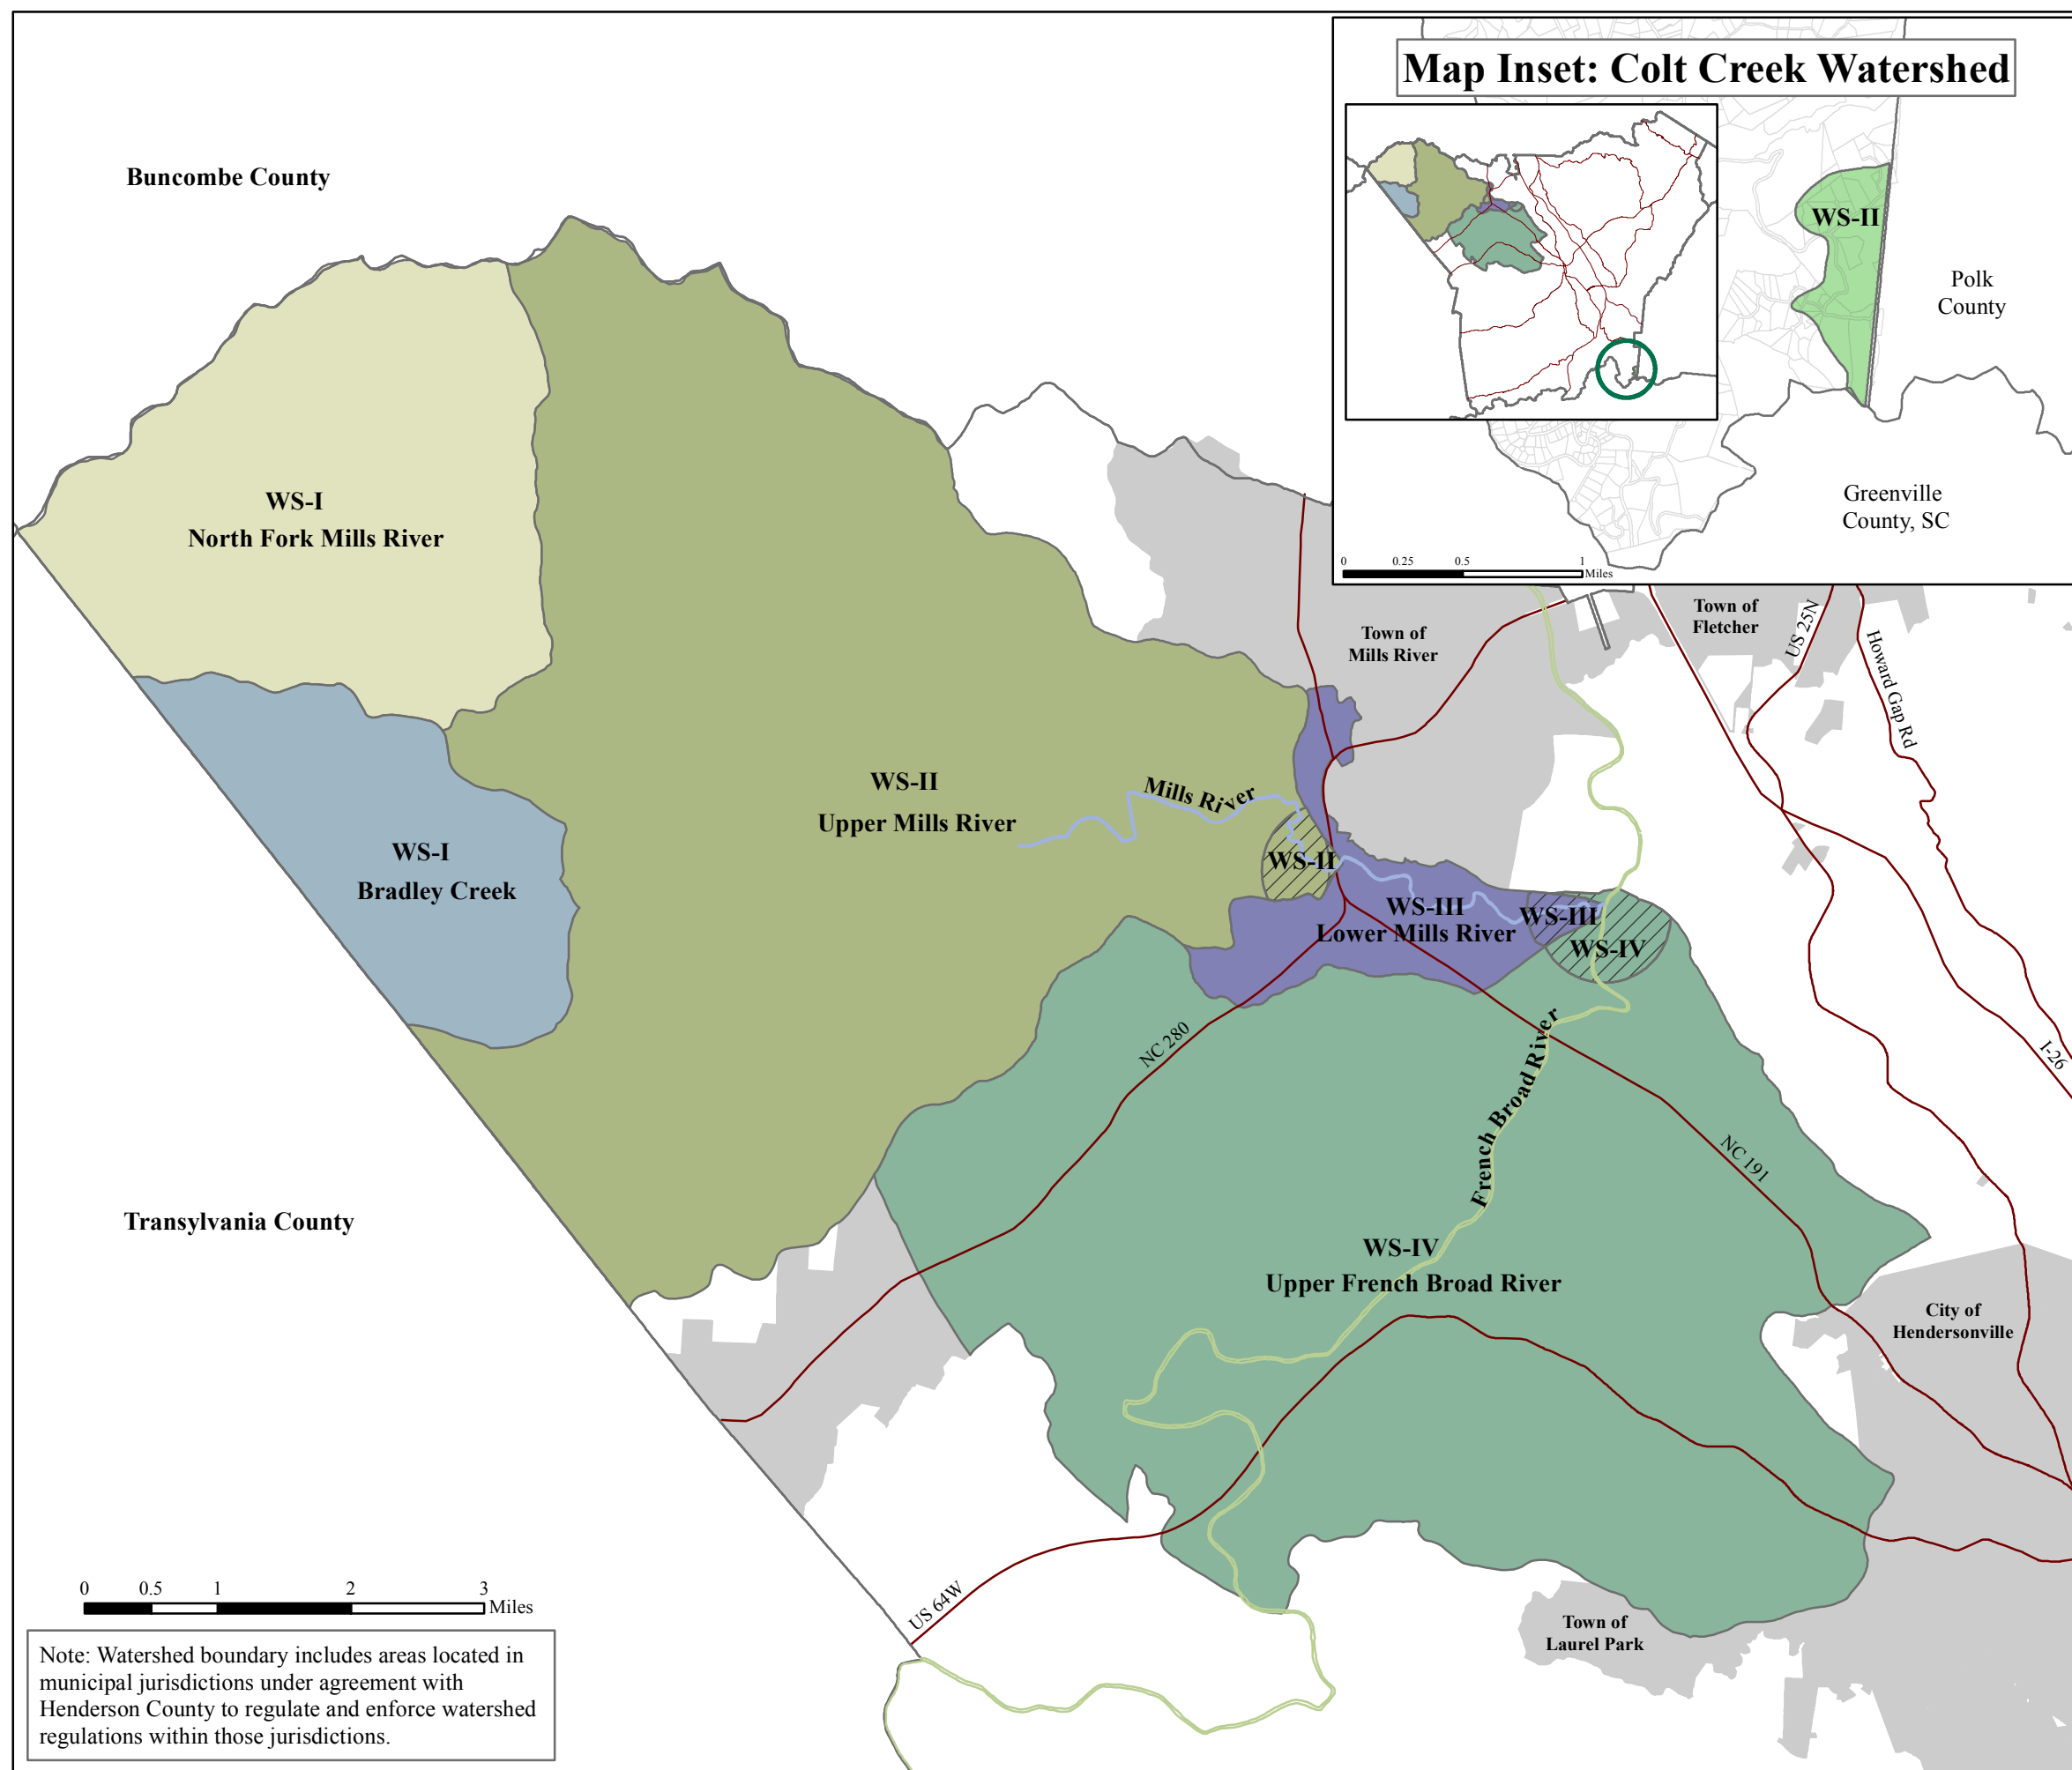 Map Inset: Colt Creek Watershed
WS-II
Polk
County
Greenville
County, SC
0
0.25
0.5
1
Miles
Buncombe County
WS-I
North Fork Mills River
WS-I
Bradley Creek
WS-II
Upper Mills River
Mills River
WS-II
WS-III
Lower Mills River
WS-III
WS-IV
Town of
Mills River
Town of
Fletcher
US 25N
Howard Gap Rd
I-26
NC 280
French Broad River
NC 191
WS-IV
Upper French Broad River
Transylvania County
City of
Hendersonville
US 64W
Town of
Laurel Park
0
0.5
1
2
3
Miles
Note: Watershed boundary includes areas located in
municipal jurisdictions under agreement with
Henderson County to regulate and enforce watershed
regulations within those jurisdictions.